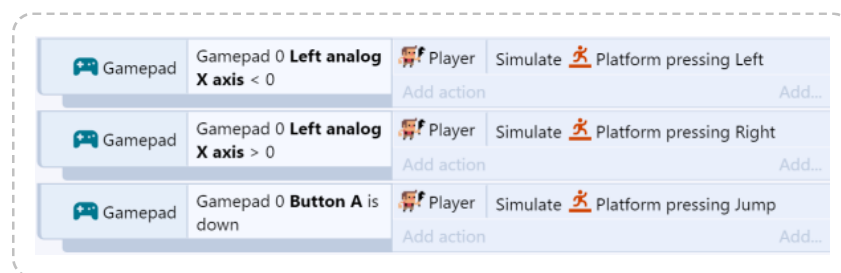 Gamepad
Gamepad 0 Left analog
X axis < 0
Player
Simulate Platform pressing Left
Add action
Add...
Gamepad
Gamepad 0 Left analog
X axis > 0
Player
Simulate Platform pressing Right
Add action
Add...
Gamepad
Gamepad 0 Button A is
down
Player
Simulate Platform pressing Jump
Add action
Add...